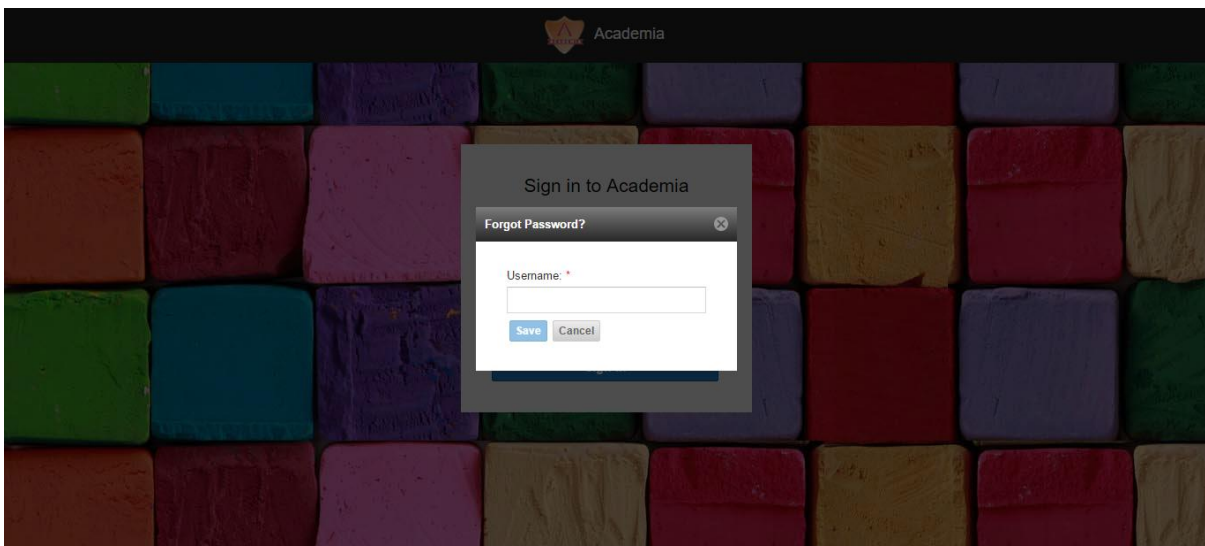 Academia
Sign in to Academia
Forgot Password?
Username: *
Save Cancel